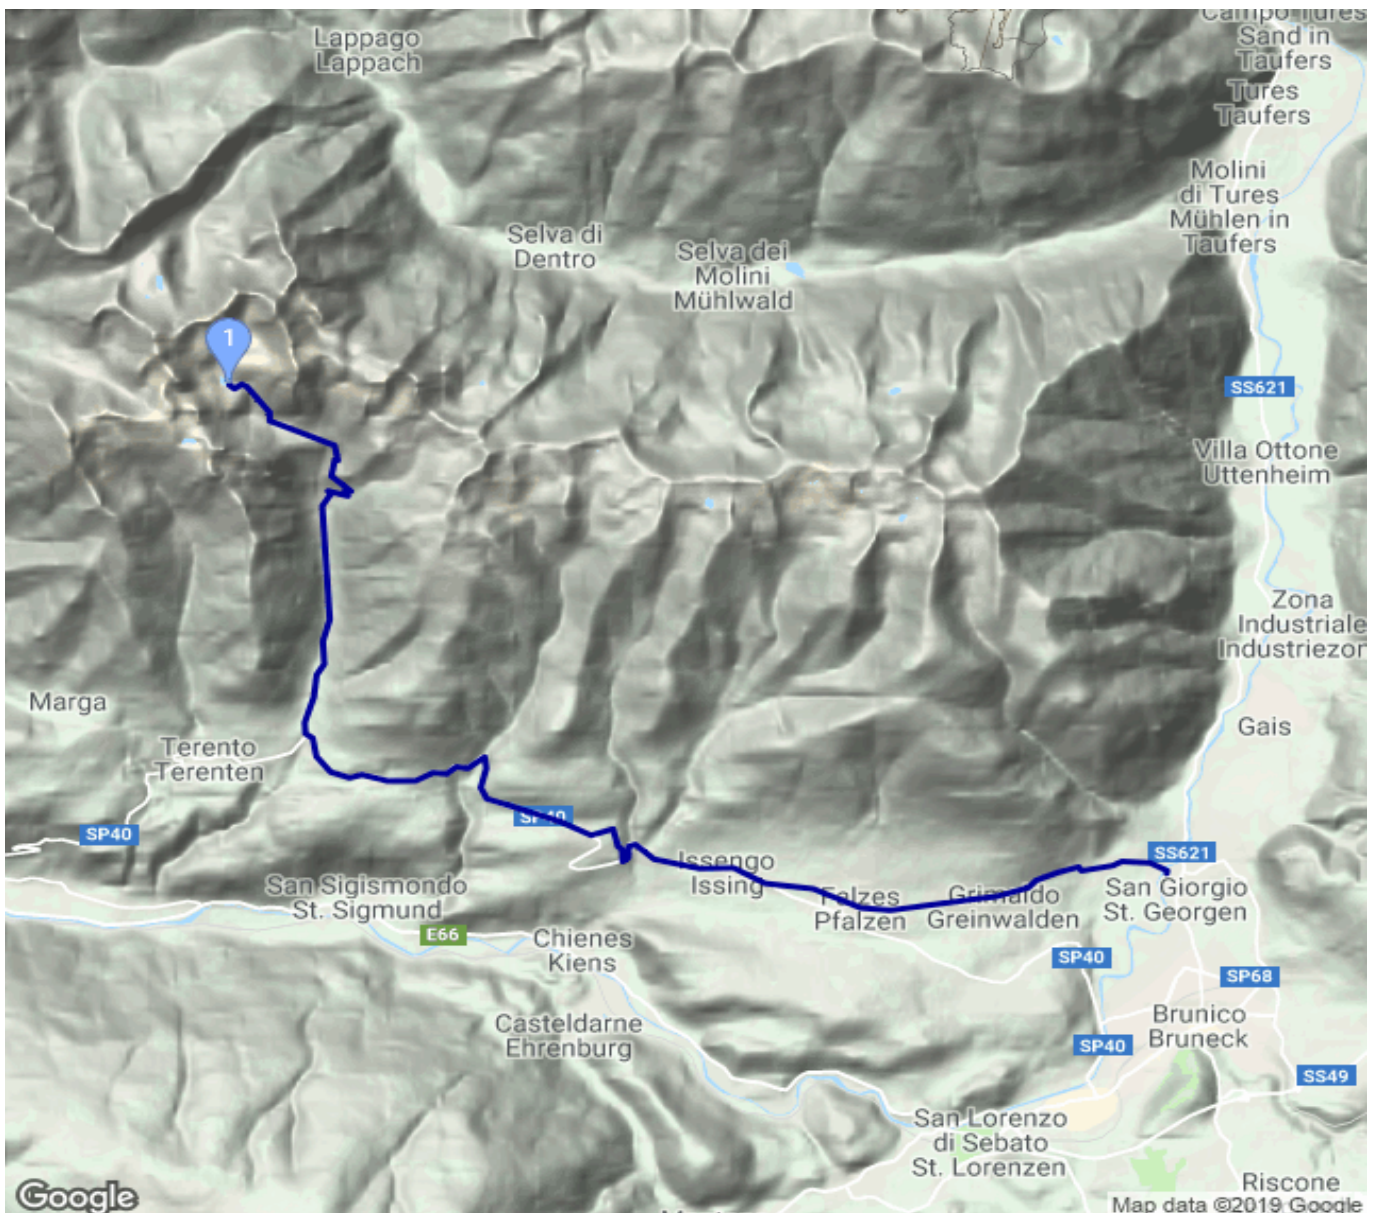 Campo Tures
Sand in
Taufers
Lappago
Lappach
Tures
Taufers
Molini
di Tures
Mühlen in
Taufers
Selva di
Dentro
Selva dei
Molini
Mühlwald
1
SS621
Villa Ottone
Uttenheim
Zona
Industriale
Industriezor
Marga
Gais
Terento
Terenten
SP40
SP40
SS621
Issengo
Issing
San Sigismondo
St. Sigmund
Falzes
Pfalzen
Grimaldo
Greinwalden
San Giorgio
St. Georgen
E66
Chienes
Kiens
SP40
SP68
Casteldarne
Ehrenburg
Brunico
Bruneck
SP40
SS49
San Lorenzo
di Sebato
St. Lorenzen
Riscone
Google
Map data ©2019 Google